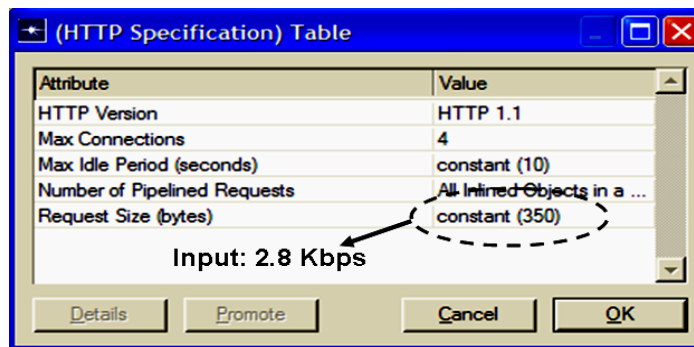 (HTTP Specification) Table
Attribute Value
HTTP Version HTTP 1.1
Max Connections 4
Max Idle Period (seconds) constant (10)
Number of Pipelined Requests All Inlined Objects in a ...
Request Size (bytes) constant (350)
Input: 2.8 Kbps
Details Promote Cancel OK